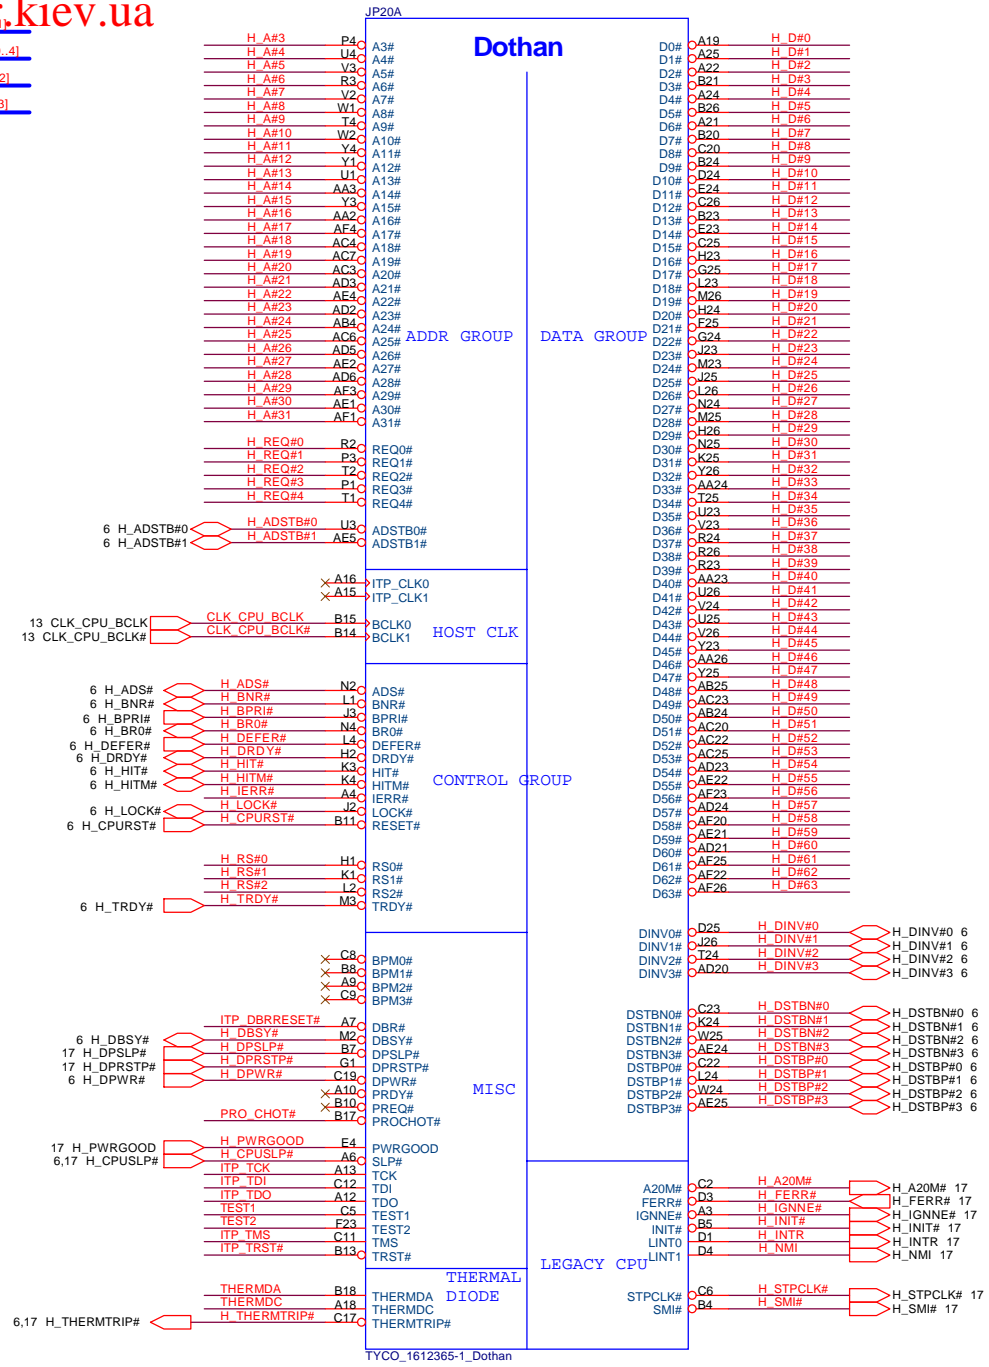 r.kiev.ua
1]
..4]
2]
3]
JP20A
Dothan
H_A#3 P4 A3#
H_A#4 U4 A4#
H_A#5 V3 A5#
H_A#6 R3 A6#
H_A#7 V2 A7#
H_A#8 W1 A8#
H_A#9 T4 A9#
H_A#10 W2 A10#
H_A#11 Y4 A11#
H_A#12 Y1 A12#
H_A#13 U1 A13#
H_A#14 AA3 A14#
H_A#15 Y3 A15#
H_A#16 AA2 A16#
H_A#17 AF4 A17#
H_A#18 AC4 A18#
H_A#19 AC7 A19#
H_A#20 AC3 A20#
H_A#21 AD3 A21#
H_A#22 AE4 A22#
H_A#23 AD2 A23#
H_A#24 AB4 A24#
H_A#25 AC6 A25#
H_A#26 AD5 A26#
H_A#27 AE2 A27#
H_A#28 AD6 A28#
H_A#29 AF3 A29#
H_A#30 AE1 A30#
H_A#31 AF1 A31#
ADDR GROUP
H_REQ#0 R2 REQ0#
H_REQ#1 P3 REQ1#
H_REQ#2 T2 REQ2#
H_REQ#3 P1 REQ3#
H_REQ#4 T1 REQ4#
6 H_ADSTB#0 H_ADSTB#0 U3 ADSTB0#
6 H_ADSTB#1 H_ADSTB#1 AE5 ADSTB1#
A16 ITP_CLK0
A15 ITP_CLK1
13 CLK_CPU_BCLK CLK_CPU_BCLK B15 BCLK0
13 CLK_CPU_BCLK# CLK_CPU_BCLK# B14 BCLK1
HOST CLK
6 H_ADS# H_ADS# N2 ADS#
6 H_BNR# H_BNR# L1 BNR#
6 H_BPRI# H_BPRI# J3 BPRI#
6 H_BR0# H_BR0# N4 BR0#
6 H_DEFER# H_DEFER# L4 DEFER#
6 H_DRDY# H_DRDY# H2 DRDY#
6 H_HIT# H_HIT# K3 HIT#
6 H_HITM# H_HITM# K4 HITM#
H_IERR# A4 IERR#
6 H_LOCK# H_LOCK# J2 LOCK#
6 H_CPURST# H_CPURST# B11 RESET#
CONTROL GROUP
H_RS#0 H1 RS0#
H_RS#1 K1 RS1#
H_RS#2 L2 RS2#
6 H_TRDY# H_TRDY# M3 TRDY#
C8 BPM0#
B8 BPM1#
A9 BPM2#
C9 BPM3#
ITP_DBRRESET# A7 DBR#
6 H_DBSY# H_DBSY# M2 DBSY#
17 H_DPSLP# H_DPSLP# B7 DPSLP#
17 H_DPRSTP# H_DPRSTP# G1 DPRSTP#
6 H_DPWR# H_DPWR# C19 DPWR#
A10 PRDY#
B10 PREQ#
PRO_CHOT# B17 PROCHOT#
MISC
17 H_PWRGOOD H_PWRGOOD E4 PWRGOOD
6,17 H_CPUSLP# H_CPUSLP# A6 SLP#
ITP_TCK A13 TCK
ITP_TDI C12 TDI
ITP_TDO A12 TDO
TEST1 C5 TEST1
TEST2 F23 TEST2
ITP_TMS C11 TMS
ITP_TRST# B13 TRST#
THERMAL
DIODE
THERMDA B18 THERMDA
THERMDC A18 THERMDC
6,17 H_THERMTRIP# H_THERMTRIP# C17 THERMTRIP#
D0# A19 H_D#0
D1# A25 H_D#1
D2# A22 H_D#2
D3# B21 H_D#3
D4# A24 H_D#4
D5# B26 H_D#5
D6# A21 H_D#6
D7# B20 H_D#7
D8# C20 H_D#8
D9# B24 H_D#9
D10# D24 H_D#10
D11# E24 H_D#11
D12# C26 H_D#12
D13# B23 H_D#13
D14# E23 H_D#14
D15# C25 H_D#15
D16# H23 H_D#16
D17# G25 H_D#17
D18# L23 H_D#18
D19# M26 H_D#19
D20# H24 H_D#20
D21# F25 H_D#21
D22# G24 H_D#22
D23# J23 H_D#23
D24# M23 H_D#24
D25# J25 H_D#25
D26# L26 H_D#26
D27# N24 H_D#27
D28# M25 H_D#28
D29# H26 H_D#29
D30# N25 H_D#30
D31# K25 H_D#31
D32# Y26 H_D#32
D33# AA24 H_D#33
D34# T25 H_D#34
D35# U23 H_D#35
D36# V23 H_D#36
D37# R24 H_D#37
D38# R26 H_D#38
D39# R23 H_D#39
D40# AA23 H_D#40
D41# U26 H_D#41
D42# V24 H_D#42
D43# U25 H_D#43
D44# V26 H_D#44
D45# Y23 H_D#45
D46# AA26 H_D#46
D47# Y25 H_D#47
D48# AB25 H_D#48
D49# AC23 H_D#49
D50# AB24 H_D#50
D51# AC20 H_D#51
D52# AC22 H_D#52
D53# AC25 H_D#53
D54# AD23 H_D#54
D55# AE22 H_D#55
D56# AF23 H_D#56
D57# AD24 H_D#57
D58# AF20 H_D#58
D59# AE21 H_D#59
D60# AD21 H_D#60
D61# AF25 H_D#61
D62# AF22 H_D#62
D63# AF26 H_D#63
DATA GROUP
DINV0# D25 H_DINV#0 H_DINV#0 6
DINV1# J26 H_DINV#1 H_DINV#1 6
DINV2# T24 H_DINV#2 H_DINV#2 6
DINV3# AD20 H_DINV#3 H_DINV#3 6
DSTBN0# C23 H_DSTBN#0 H_DSTBN#0 6
DSTBN1# K24 H_DSTBN#1 H_DSTBN#1 6
DSTBN2# W25 H_DSTBN#2 H_DSTBN#2 6
DSTBN3# AE24 H_DSTBN#3 H_DSTBN#3 6
DSTBP0# C22 H_DSTBP#0 H_DSTBP#0 6
DSTBP1# L24 H_DSTBP#1 H_DSTBP#1 6
DSTBP2# W24 H_DSTBP#2 H_DSTBP#2 6
DSTBP3# AE25 H_DSTBP#3 H_DSTBP#3 6
A20M# C2 H_A20M# H_A20M# 17
FERR# D3 H_FERR# H_FERR# 17
IGNNE# A3 H_IGNNE# H_IGNNE# 17
INIT# B5 H_INIT# H_INIT# 17
LINT0 D1 H_INTR H_INTR 17
LINT1 D4 H_NMI H_NMI 17
LEGACY CPU
STPCLK# C6 H_STPCLK# H_STPCLK# 17
SMI# B4 H_SMI# H_SMI# 17
TYCO_1612365-1_Dothan